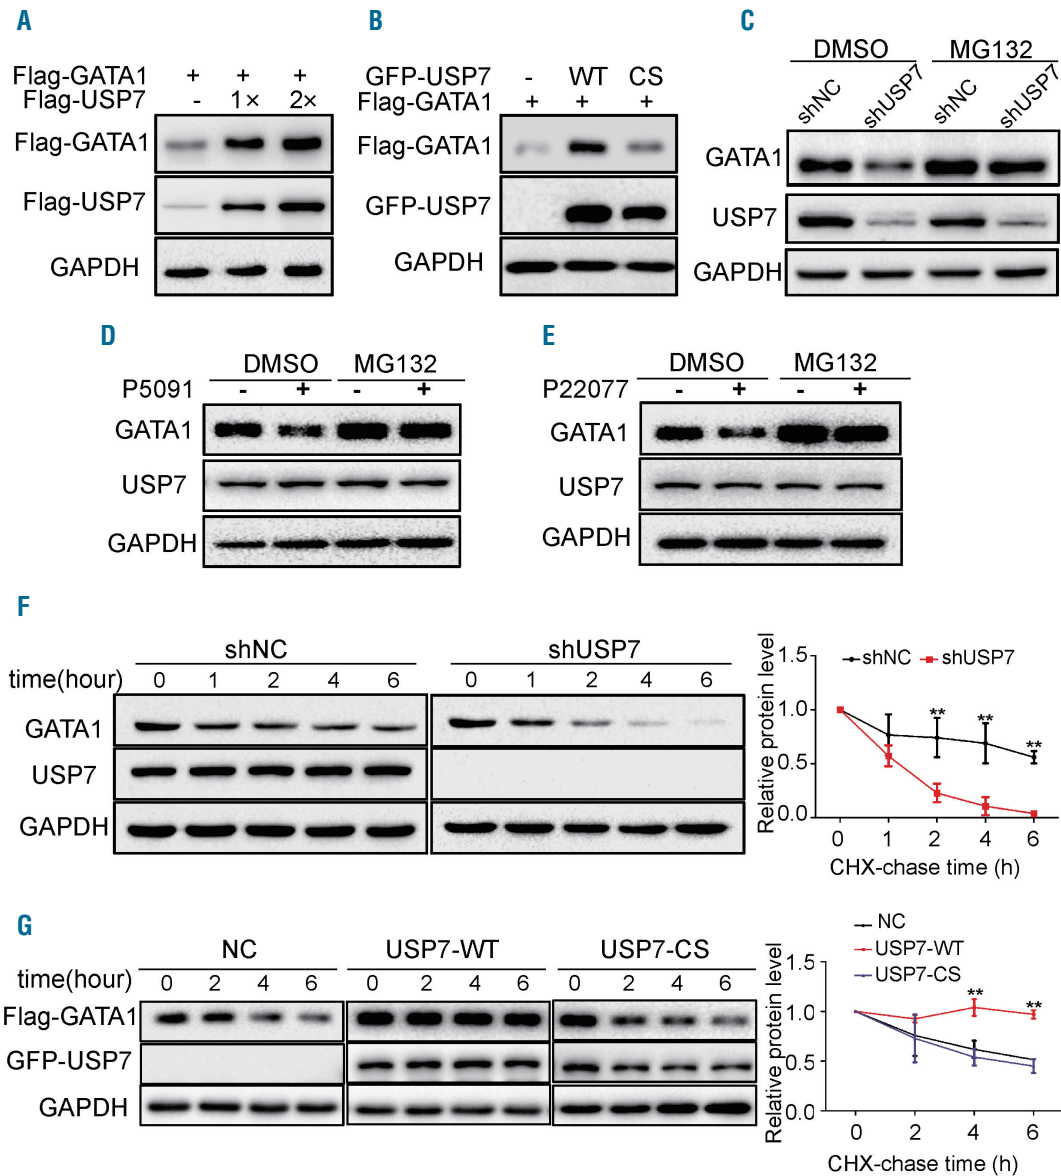 A
Flag-GATA1 + + +
Flag-USP7 - 1× 2×
Flag-GATA1
Flag-USP7
GAPDH
B
GFP-USP7 - WT CS
Flag-GATA1 + + +
Flag-GATA1
GFP-USP7
GAPDH
C
DMSO MG132
shNC shUSP7 shNC shUSP7
GATA1
USP7
GAPDH
D
DMSO MG132
P5091 - + - +
GATA1
USP7
GAPDH
E
DMSO MG132
P22077 - + - +
GATA1
USP7
GAPDH
F
shNC shUSP7
time(hour) 0 1 2 4 6 0 1 2 4 6
GATA1
USP7
GAPDH
shNC shUSP7
Relative protein level
1.5
1.0
0.5
0.0
** ** **
0 1 2 4 6
CHX-chase time (h)
G
NC USP7-WT USP7-CS
time(hour) 0 2 4 6 0 2 4 6 0 2 4 6
Flag-GATA1
GFP-USP7
GAPDH
NC
USP7-WT
USP7-CS
Relative protein level
1.5
1.0
0.5
0.0
** **
0 2 4 6
CHX-chase time (h)